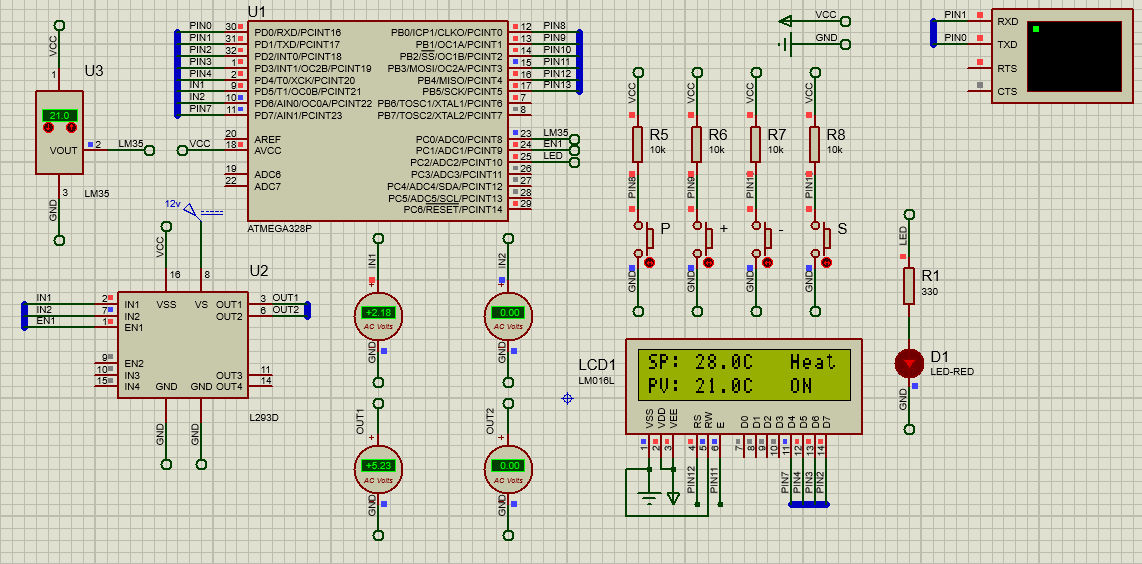 U1
PIN0 30 PD0/RXD/PCINT16
PIN1 31 PD1/TXD/PCINT17
PIN2 32 PD2/INT0/PCINT18
PIN3 1 PD3/INT1/OC2B/PCINT19
PIN4 2 PD4/T0/XCK/PCINT20
IN1 9 PD5/T1/OC0B/PCINT21
IN2 10 PD6/AIN0/OC0A/PCINT22
PIN7 11 PD7/AIN1/PCINT23
20 AREF
VCC 18 AVCC
19 ADC6
22 ADC7
PB0/ICP1/CLKO/PCINT0 12 PIN8
PB1/OC1A/PCINT1 13 PIN9
PB2/SS/OC1B/PCINT2 14 PIN10
PB3/MOSI/OC2A/PCINT3 15 PIN11
PB4/MISO/PCINT4 16 PIN12
PB5/SCK/PCINT5 17 PIN13
PB6/TOSC1/XTAL1/PCINT6 7
PB7/TOSC2/XTAL2/PCINT7 8
PC0/ADC0/PCINT8 23 LM35
PC1/ADC1/PCINT9 24 EN1
PC2/ADC2/PCINT10 25 LED
PC3/ADC3/PCINT11 26
PC4/ADC4/SDA/PCINT12 27
PC5/ADC5/SCL/PCINT13 28
PC6/RESET/PCINT14 29
ATMEGA328P
VCC
1
U3
21.0
VOUT 2 LM35
3
LM35
GND
12v
VCC
16
8
U2
IN1 2 IN1
IN2 7 IN2
EN1 1 EN1
9 EN2
10 IN3
15 IN4
VSS VS
OUT1 3 OUT1
OUT2 6 OUT2
OUT3 11
OUT4 14
GND GND
L293D
GND
GND
IN1
+
+2.18
AC Volts
GND
IN2
+
0.00
AC Volts
GND
OUT1
+
+5.23
AC Volts
GND
OUT2
+
0.00
AC Volts
GND
VCC
GND
PIN1 RXD
PIN0 TXD
RTS
CTS
VCC
R5
10k
PIN8
P
GND
VCC
R6
10k
PIN9
+
GND
VCC
R7
10k
PIN1
-
GND
VCC
R8
10k
PIN1
S
GND
LED
R1
330
D1
LED-RED
GND
LCD1
LM016L
SP: 28.0C Heat
PV: 21.0C ON
VSS VDD VEE RS RW E D0 D1 D2 D3 D4 D5 D6 D7
1 2 3 4 5 6 7 8 9 10 11 12 13 14
PIN12 PIN11 PIN7 PIN4 PIN3 PIN2